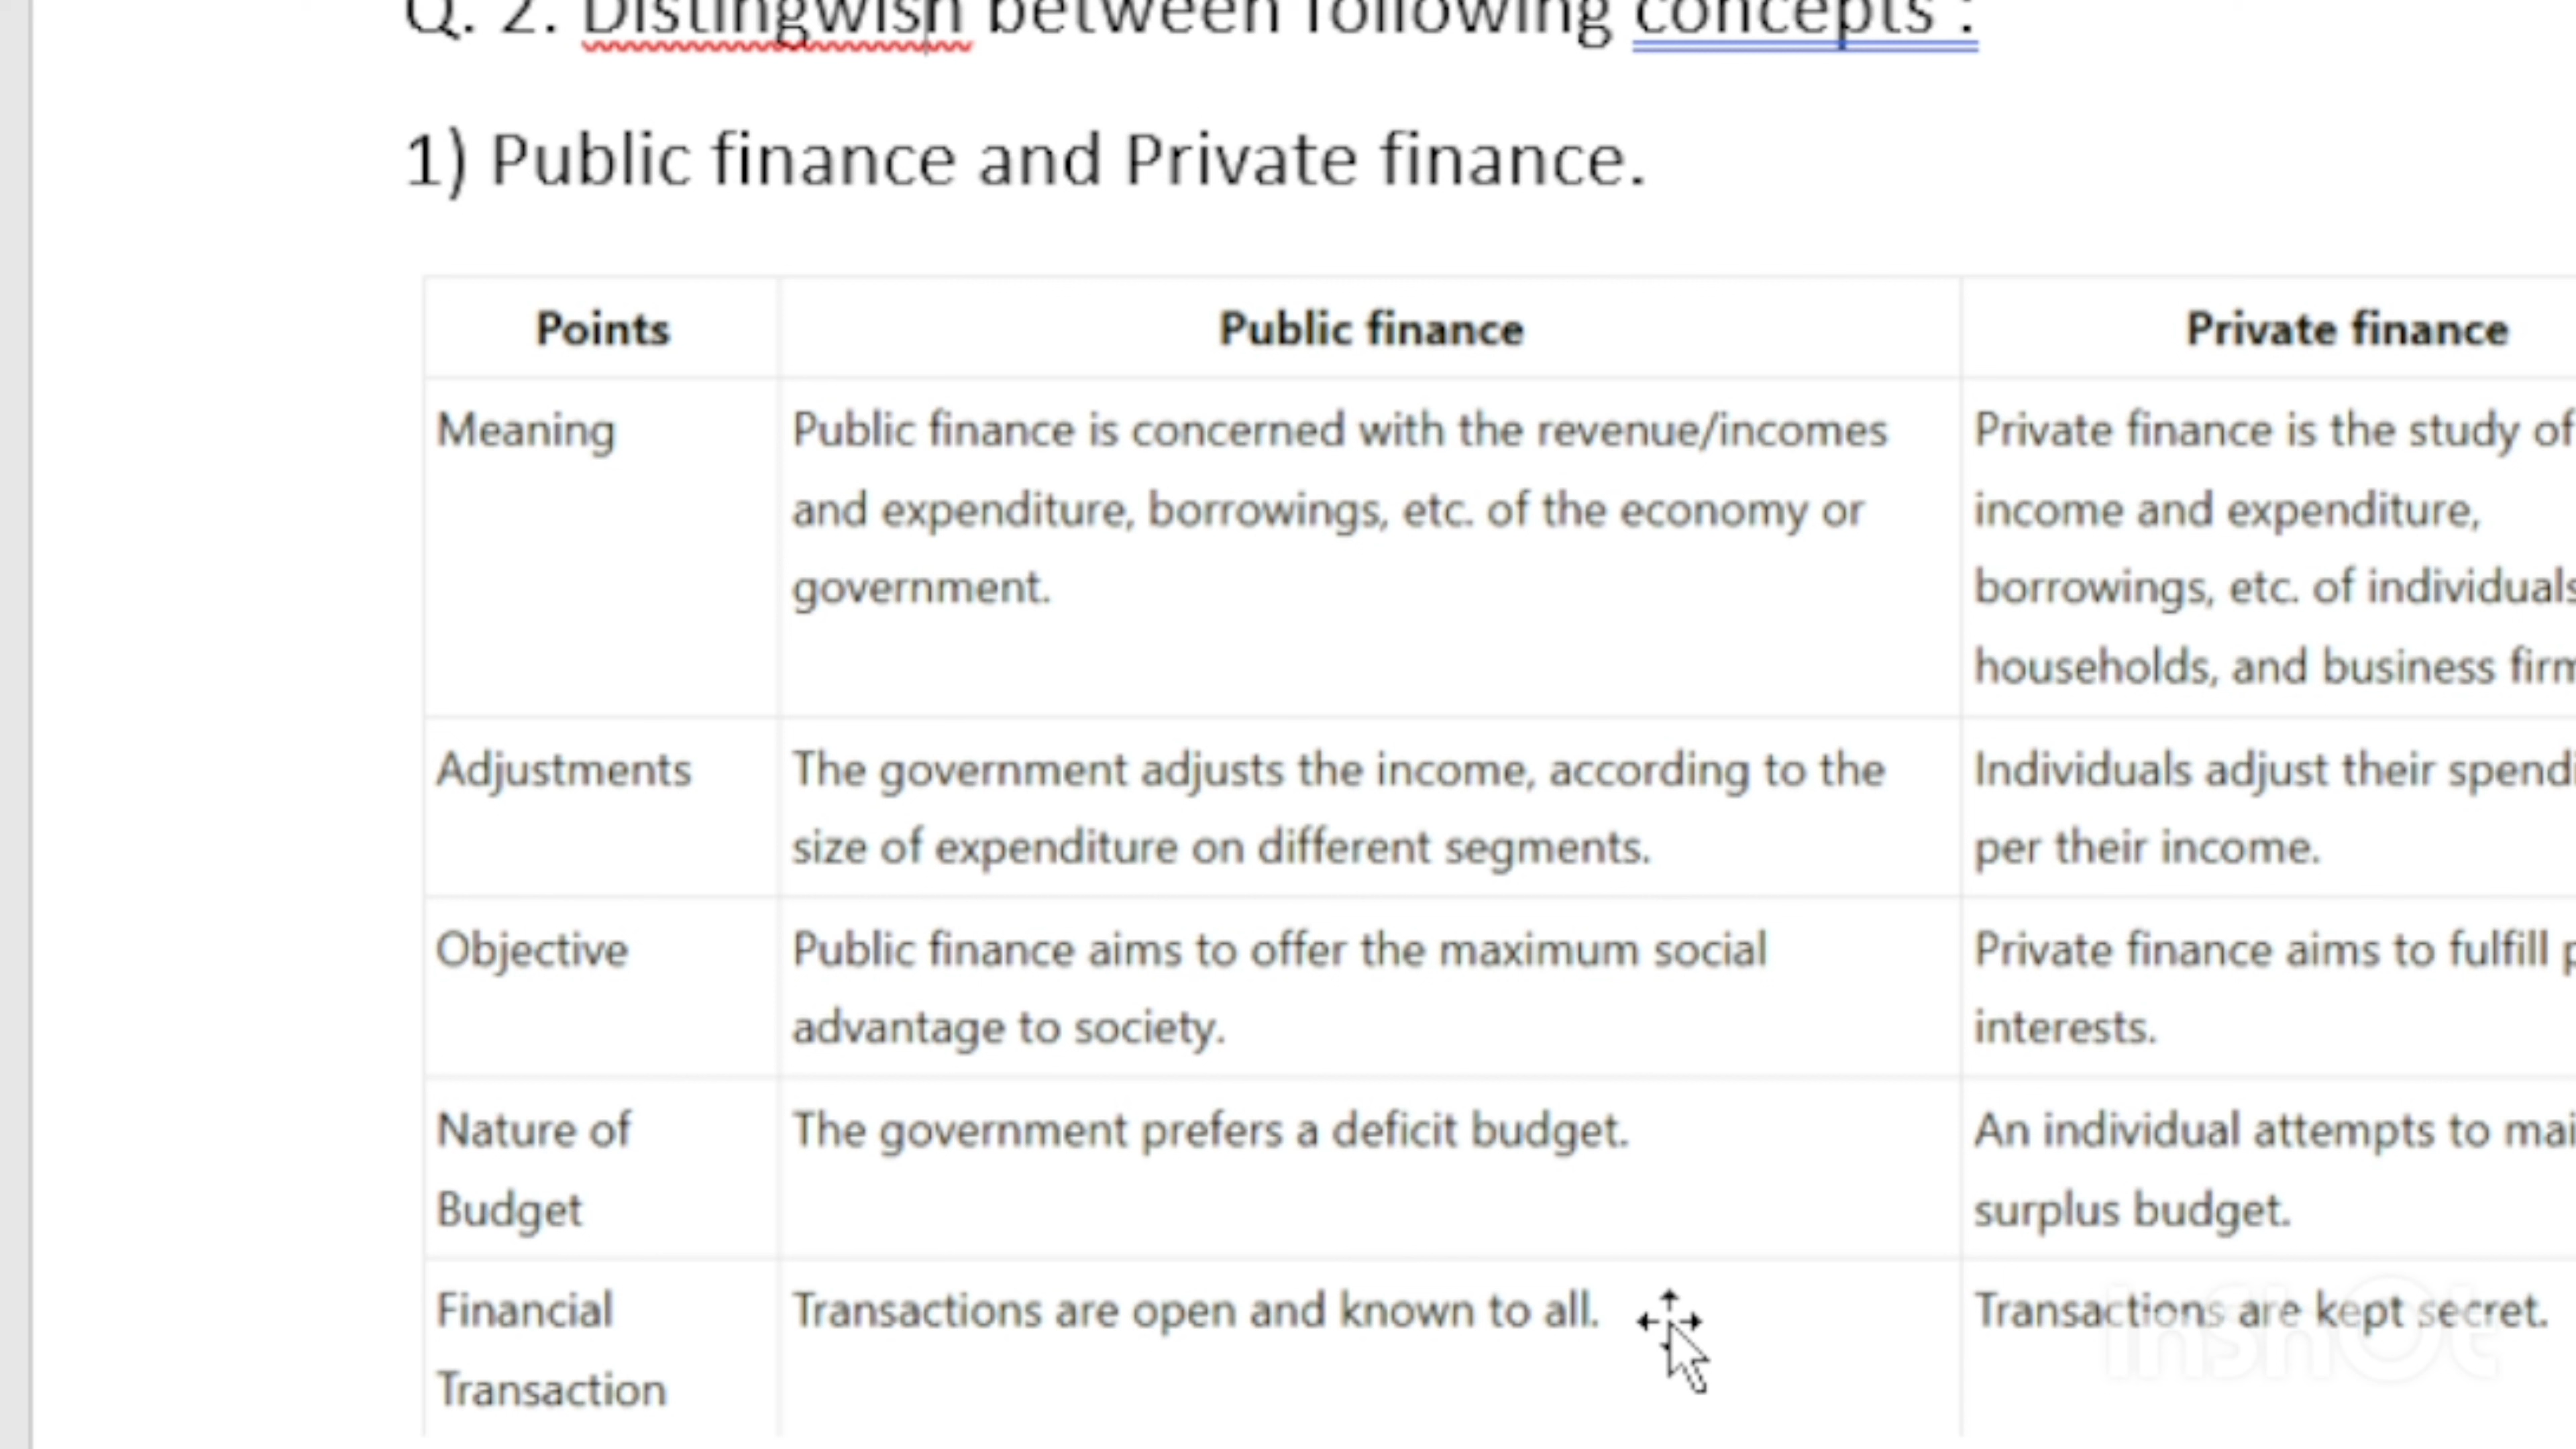 Q. 2. Distingwish between following concepts :
1) Public finance and Private finance.
Points Public finance Private finance
Meaning Public finance is concerned with the revenue/incomes Private finance is the study of
and expenditure, borrowings, etc. of the economy or income and expenditure,
government. borrowings, etc. of individuals
households, and business firm
Adjustments The government adjusts the income, according to the Individuals adjust their spendi
size of expenditure on different segments. per their income.
Objective Public finance aims to offer the maximum social Private finance aims to fulfill p
advantage to society. interests.
Nature of The government prefers a deficit budget. An individual attempts to mai
Budget surplus budget.
Financial Transactions are open and known to all. Transactions are kept secret.
Transaction
InShOt